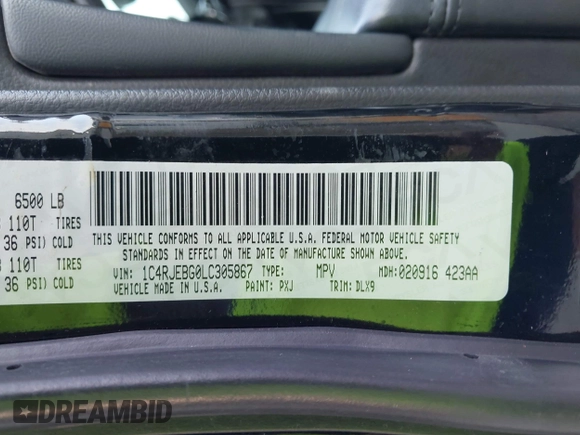 6500 LB
110T TIRES
36 PSI) COLD
110T TIRES
36 PSI) COLD
THIS VEHICLE CONFORMS TO ALL APPLICABLE U.S.A. FEDERAL MOTOR VEHICLE SAFETY
STANDARDS IN EFFECT ON THE DATE OF MANUFACTURE SHOWN ABOVE.
VIN: 1C4RJEBG0LC305867 TYPE: MPV MDH: 020916 423AA
VEHICLE MADE IN U.S.A. PAINT: PXJ TRIM: DLX9
DREAMBID